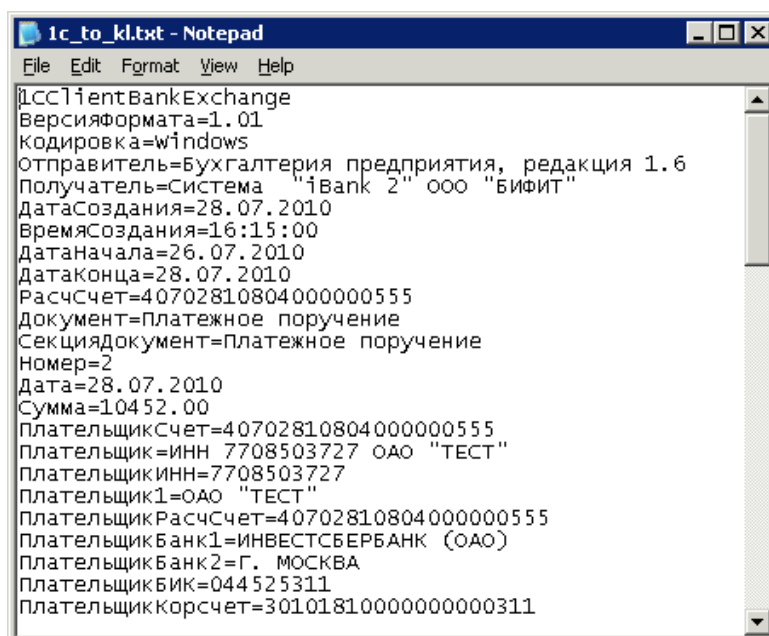 1c_to_kl.txt - Notepad
File Edit Format View Help
1CClientBankExchange
ВерсияФормата=1.01
Кодировка=Windows
Отправитель=Бухгалтерия предприятия, редакция 1.6
Получатель=Система  "iBank 2" ООО "БИФИТ"
ДатаСоздания=28.07.2010
ВремяСоздания=16:15:00
ДатаНачала=26.07.2010
ДатаКонца=28.07.2010
РасчСчет=40702810804000000555
Документ=Платежное поручение
СекцияДокумент=Платежное поручение
Номер=2
Дата=28.07.2010
Сумма=10452.00
ПлательщикСчет=40702810804000000555
Плательщик=ИНН 7708503727 ОАО "ТЕСТ"
ПлательщикИНН=7708503727
Плательщик1=ОАО "ТЕСТ"
ПлательщикРасчСчет=40702810804000000555
ПлательщикБанк1=ИНВЕСТСБЕРБАНК (ОАО)
ПлательщикБанк2=Г. МОСКВА
ПлательщикБИК=044525311
ПлательщикКорсчет=30101810000000000311